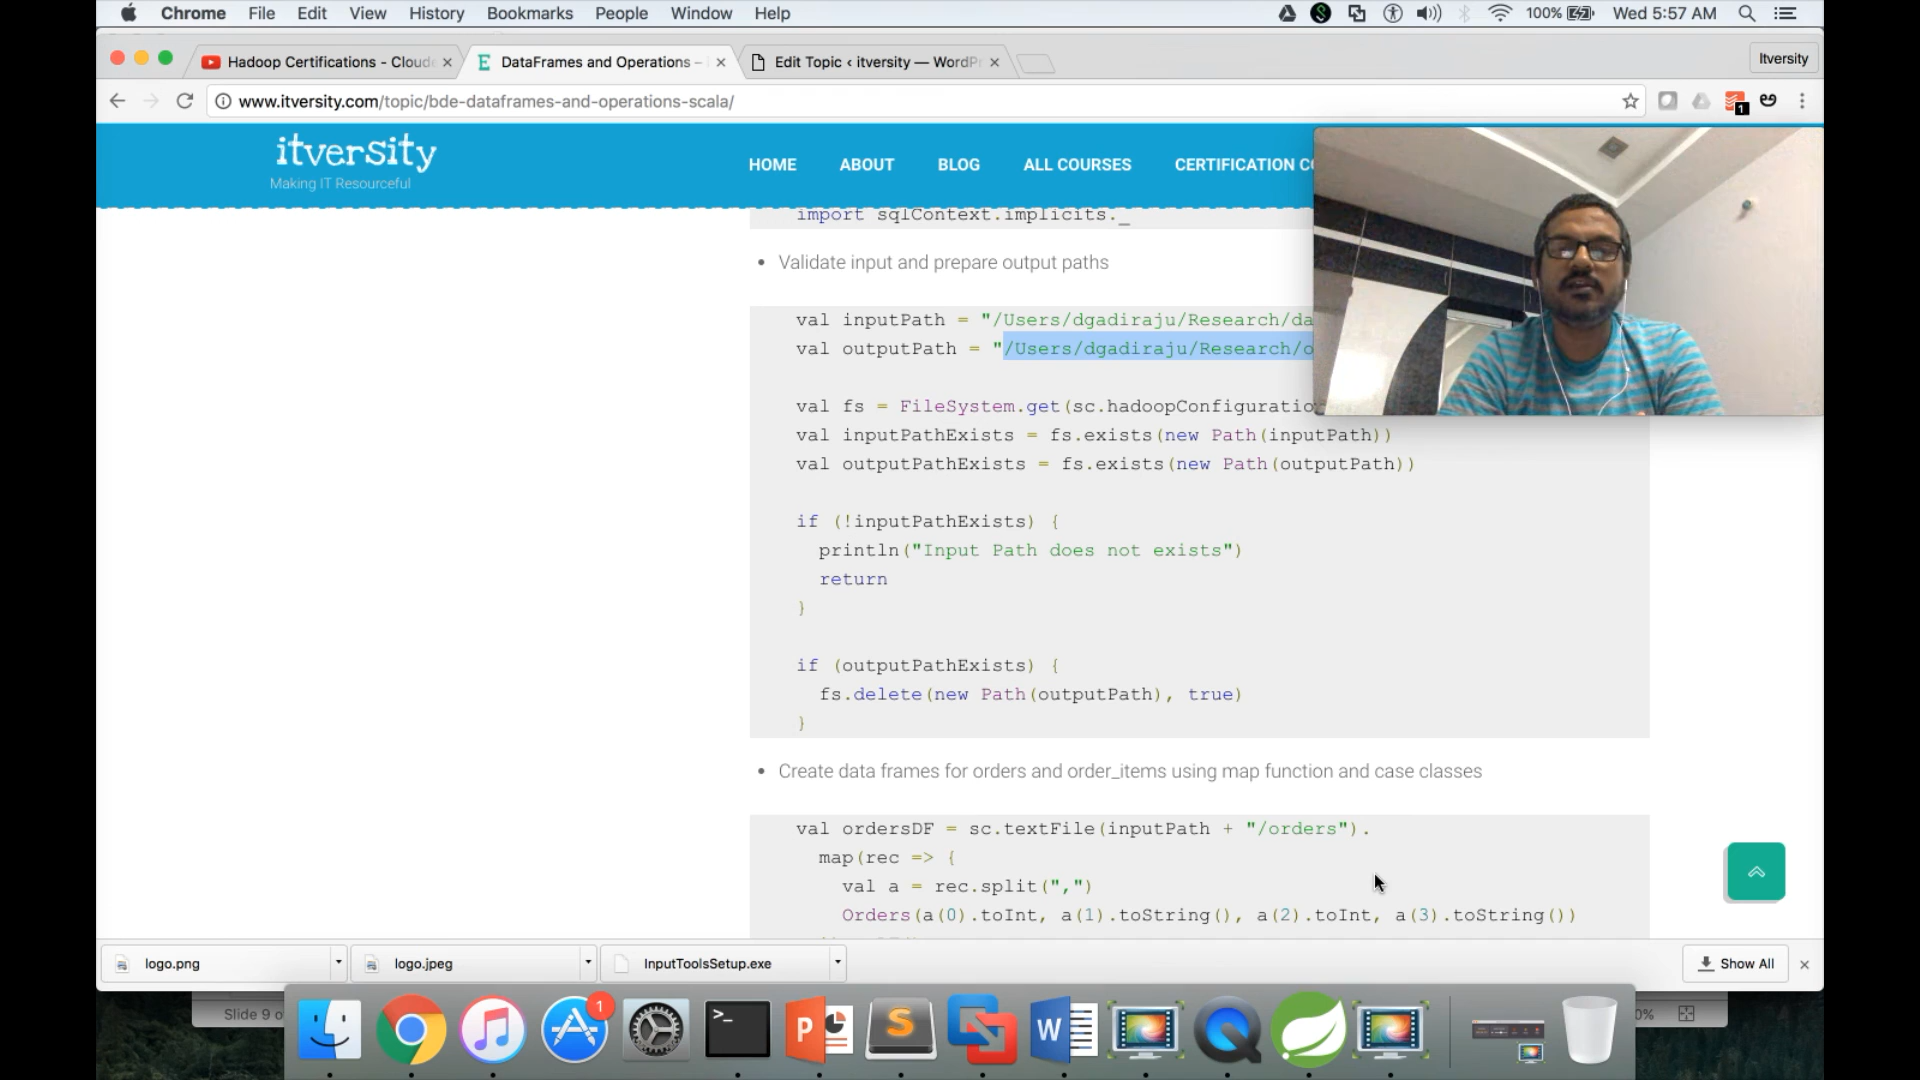 Chrome File Edit View History Bookmarks People Window Help 100% Wed 5:57 AM
Hadoop Certifications - Cloud DataFrames and Operations – Edit Topic ‹ itversity — WordP Itversity
www.itversity.com/topic/bde-dataframes-and-operations-scala/ 1
itversity
Making IT Resourceful
HOME ABOUT BLOG ALL COURSES CERTIFICATION CO
import sqlContext.implicits._
• Validate input and prepare output paths
val inputPath = "/Users/dgadiraju/Research/da
val outputPath = "/Users/dgadiraju/Research/o
val fs = FileSystem.get(sc.hadoopConfiguratio
val inputPathExists = fs.exists(new Path(inputPath))
val outputPathExists = fs.exists(new Path(outputPath))
if (!inputPathExists) {
println("Input Path does not exists")
return
}
if (outputPathExists) {
fs.delete(new Path(outputPath), true)
}
• Create data frames for orders and order_items using map function and case classes
val ordersDF = sc.textFile(inputPath + "/orders").
map(rec => {
val a = rec.split(",")
Orders(a(0).toInt, a(1).toString(), a(2).toInt, a(3).toString())
logo.png logo.jpeg InputToolsSetup.exe Show All
Slide 9 0%
1
>_ P S W